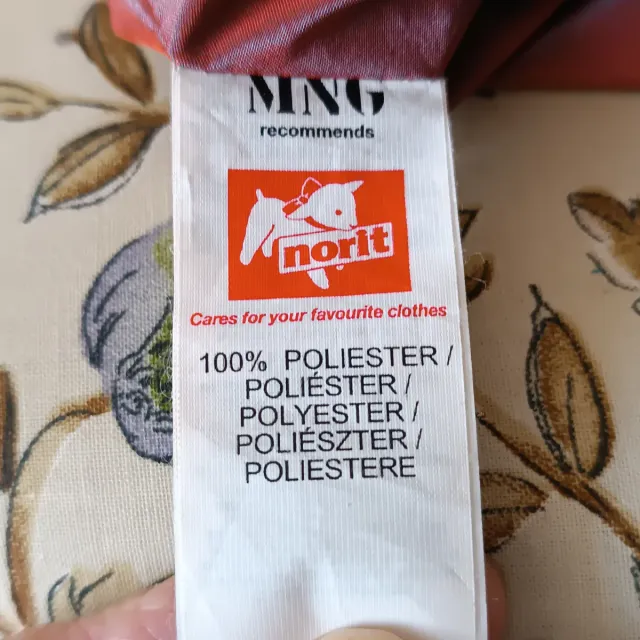 MNG
recommends
norit
Cares for your favourite clothes
100% POLIESTER /
POLIÉSTER /
POLYESTER /
POLIÉSZTER /
POLIESTERE